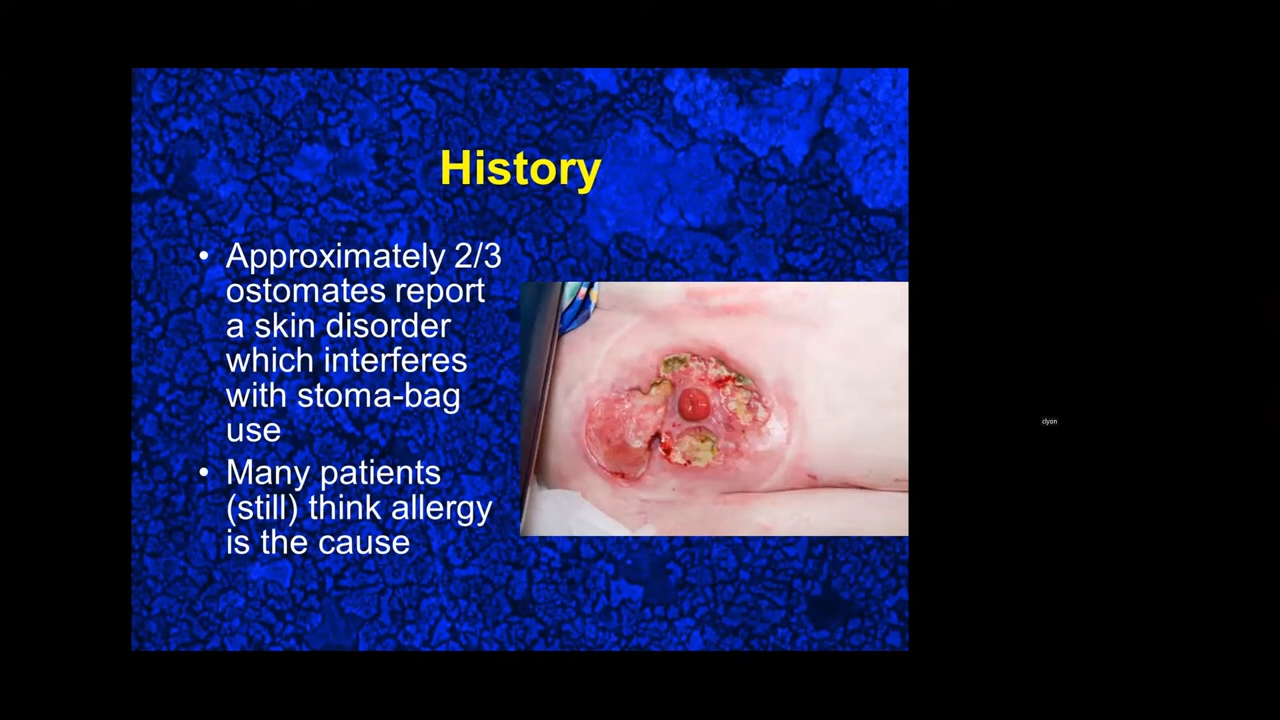 History
• Approximately 2/3
ostomates report
a skin disorder
which interferes
with stoma-bag
use
• Many patients
(still) think allergy
is the cause
clyon